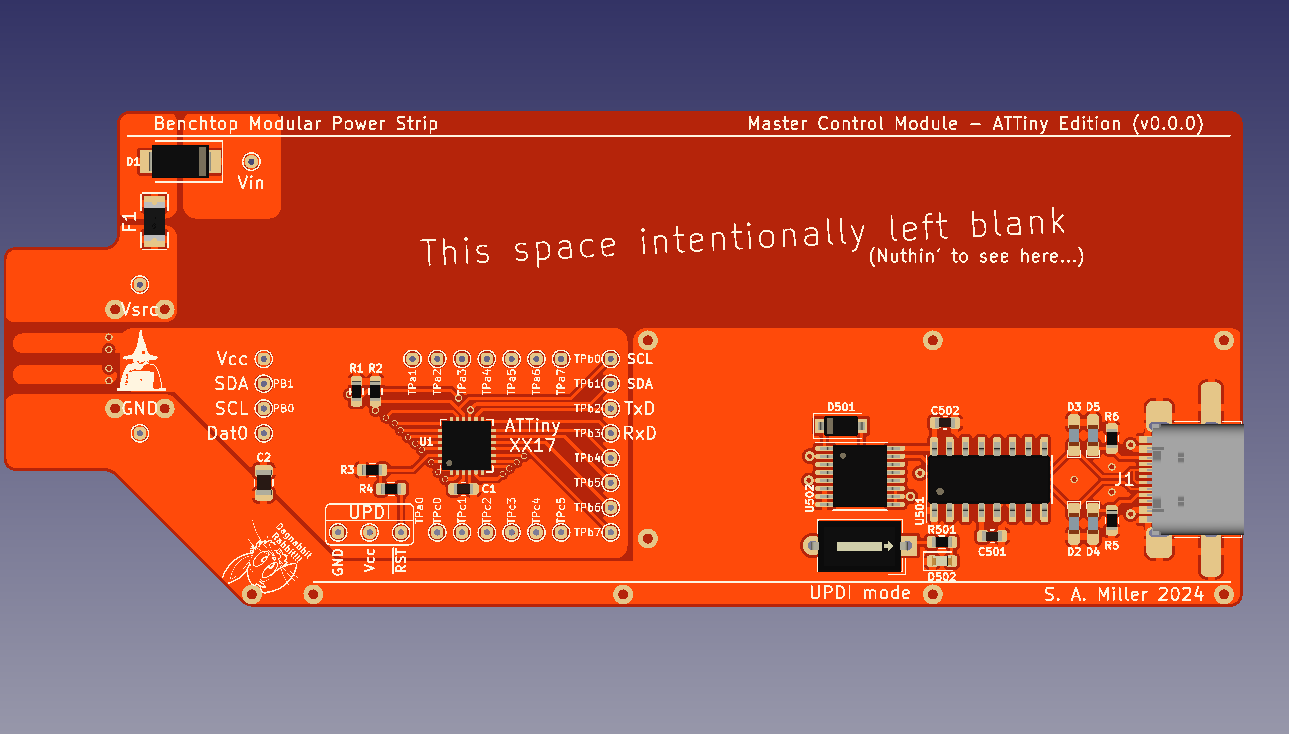 Benchtop Modular Power Strip
Master Control Module - ATTiny Edition (v0.0.0)
D1
Vin
F1
This space intentionally left blank
(Nuthin' to see here...)
Vsrc
GND
Vcc
SDA
PB1
SCL
PB0
Dat0
C2
R1 R2
TPa1
TPa2
TPa3
TPa4
TPa5
TPa6
TPa7
TPb0 SCL
TPb1 SDA
TPb2 TxD
TPb3 RxD
TPb4
TPb5
TPb6
TPb7
U1
ATTiny
XX17
R3
R4
C1
TPa0
TPc0
TPc1
TPc2
TPc3
TPc4
TPc5
UPDI
GND
Vcc
RST
Dagnabbit
Rabbit!!!
D501
C502
D3 D5
R6
U502
U501
J1
R501
C501
D2 D4
R5
D502
UPDI mode
S. A. Miller 2024